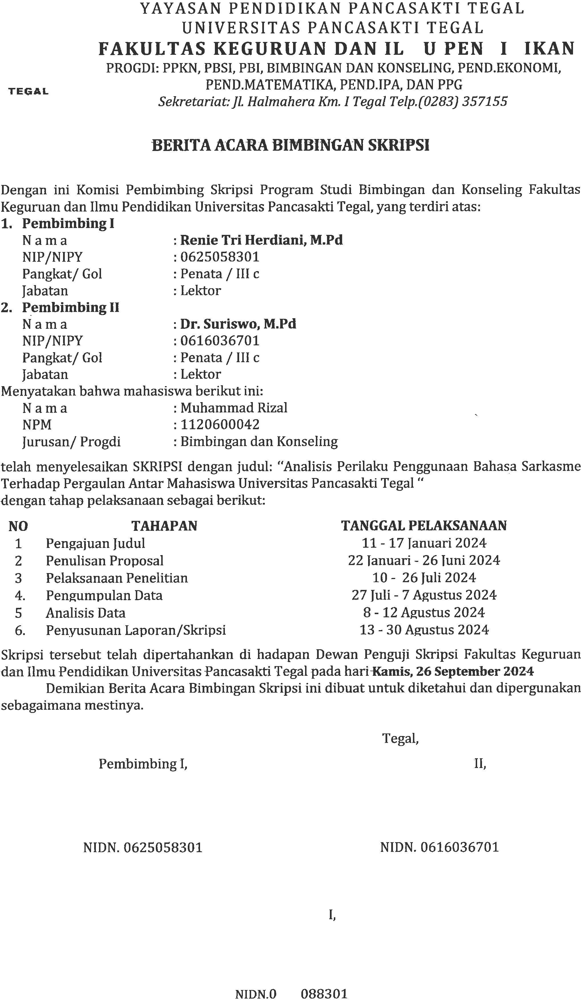 YAYASAN PENDIDIKAN PANCASAKTI TEGAL
UNIVERSITAS PANCASAKTI TEGAL
FAKULTAS KEGURUAN DAN IL U PEN I IKAN
PROGDI: PPKN, PBSI, PBI, BIMBINGAN DAN KONSELING, PEND.EKONOMI,
PEND.MATEMATIKA, PEND.IPA, DAN PPG
TEGAL
Sekretariat: Jl. Halmahera Km. I Tegal Telp.(0283) 357155
BERITA ACARA BIMBINGAN SKRIPSI
Dengan ini Komisi Pembimbing Skripsi Program Studi Bimbingan dan Konseling Fakultas
Keguruan dan Ilmu Pendidikan Universitas Pancasakti Tegal, yang terdiri atas:
1. Pembimbing I
N a m a : Renie Tri Herdiani, M.Pd
NIP/NIPY : 0625058301
Pangkat/ Gol : Penata / III c
Jabatan : Lektor
2. Pembimbing II
N a m a : Dr. Suriswo, M.Pd
NIP/NIPY : 0616036701
Pangkat/ Gol : Penata / III c
Jabatan : Lektor
Menyatakan bahwa mahasiswa berikut ini:
N a m a : Muhammad Rizal
NPM : 1120600042
Jurusan/ Progdi : Bimbingan dan Konseling
telah menyelesaikan SKRIPSI dengan judul: “Analisis Perilaku Penggunaan Bahasa Sarkasme
Terhadap Pergaulan Antar Mahasiswa Universitas Pancasakti Tegal “
dengan tahap pelaksanaan sebagai berikut:
NO TAHAPAN TANGGAL PELAKSANAAN
1 Pengajuan Judul 11 - 17 Januari 2024
2 Penulisan Proposal 22 Januari - 26 Juni 2024
3 Pelaksanaan Penelitian 10 - 26 Juli 2024
4. Pengumpulan Data 27 Juli - 7 Agustus 2024
5 Analisis Data 8 - 12 Agustus 2024
6. Penyusunan Laporan/Skripsi 13 - 30 Agustus 2024
Skripsi tersebut telah dipertahankan di hadapan Dewan Penguji Skripsi Fakultas Keguruan
dan Ilmu Pendidikan Universitas Pancasakti Tegal pada hari Kamis, 26 September 2024
Demikian Berita Acara Bimbingan Skripsi ini dibuat untuk diketahui dan dipergunakan
sebagaimana mestinya.
Tegal,
Pembimbing I, II,
NIDN. 0625058301 NIDN. 0616036701
I,
NIDN.0 088301